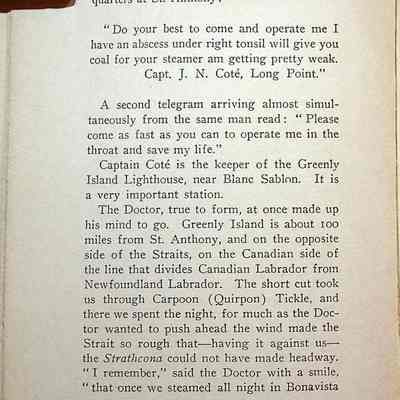 quarters at St. Anthony:
"Do your best to come and operate me I
have an abscess under right tonsil will give you
coal for your steamer am getting pretty weak.
Capt. J. N. Coté, Long Point."
A second telegram arriving almost simul-
taneously from the same man read: "Please
come as fast as you can to operate me in the
throat and save my life."
Captain Coté is the keeper of the Greenly
Island Lighthouse, near Blanc Sablon. It is
a very important station.
The Doctor, true to form, at once made up
his mind to go. Greenly Island is about 100
miles from St. Anthony, and on the opposite
side of the Straits, on the Canadian side of
the line that divides Canadian Labrador from
Newfoundland Labrador. The short cut took
us through Carpoon (Quirpon) Tickle, and
there we spent the night, for much as the Doc-
tor wanted to push ahead the wind made the
Strait so rough that—having it against us—
the Strathcona could not have made headway.
"I remember," said the Doctor with a smile,
"that once we steamed all night in Bonavista